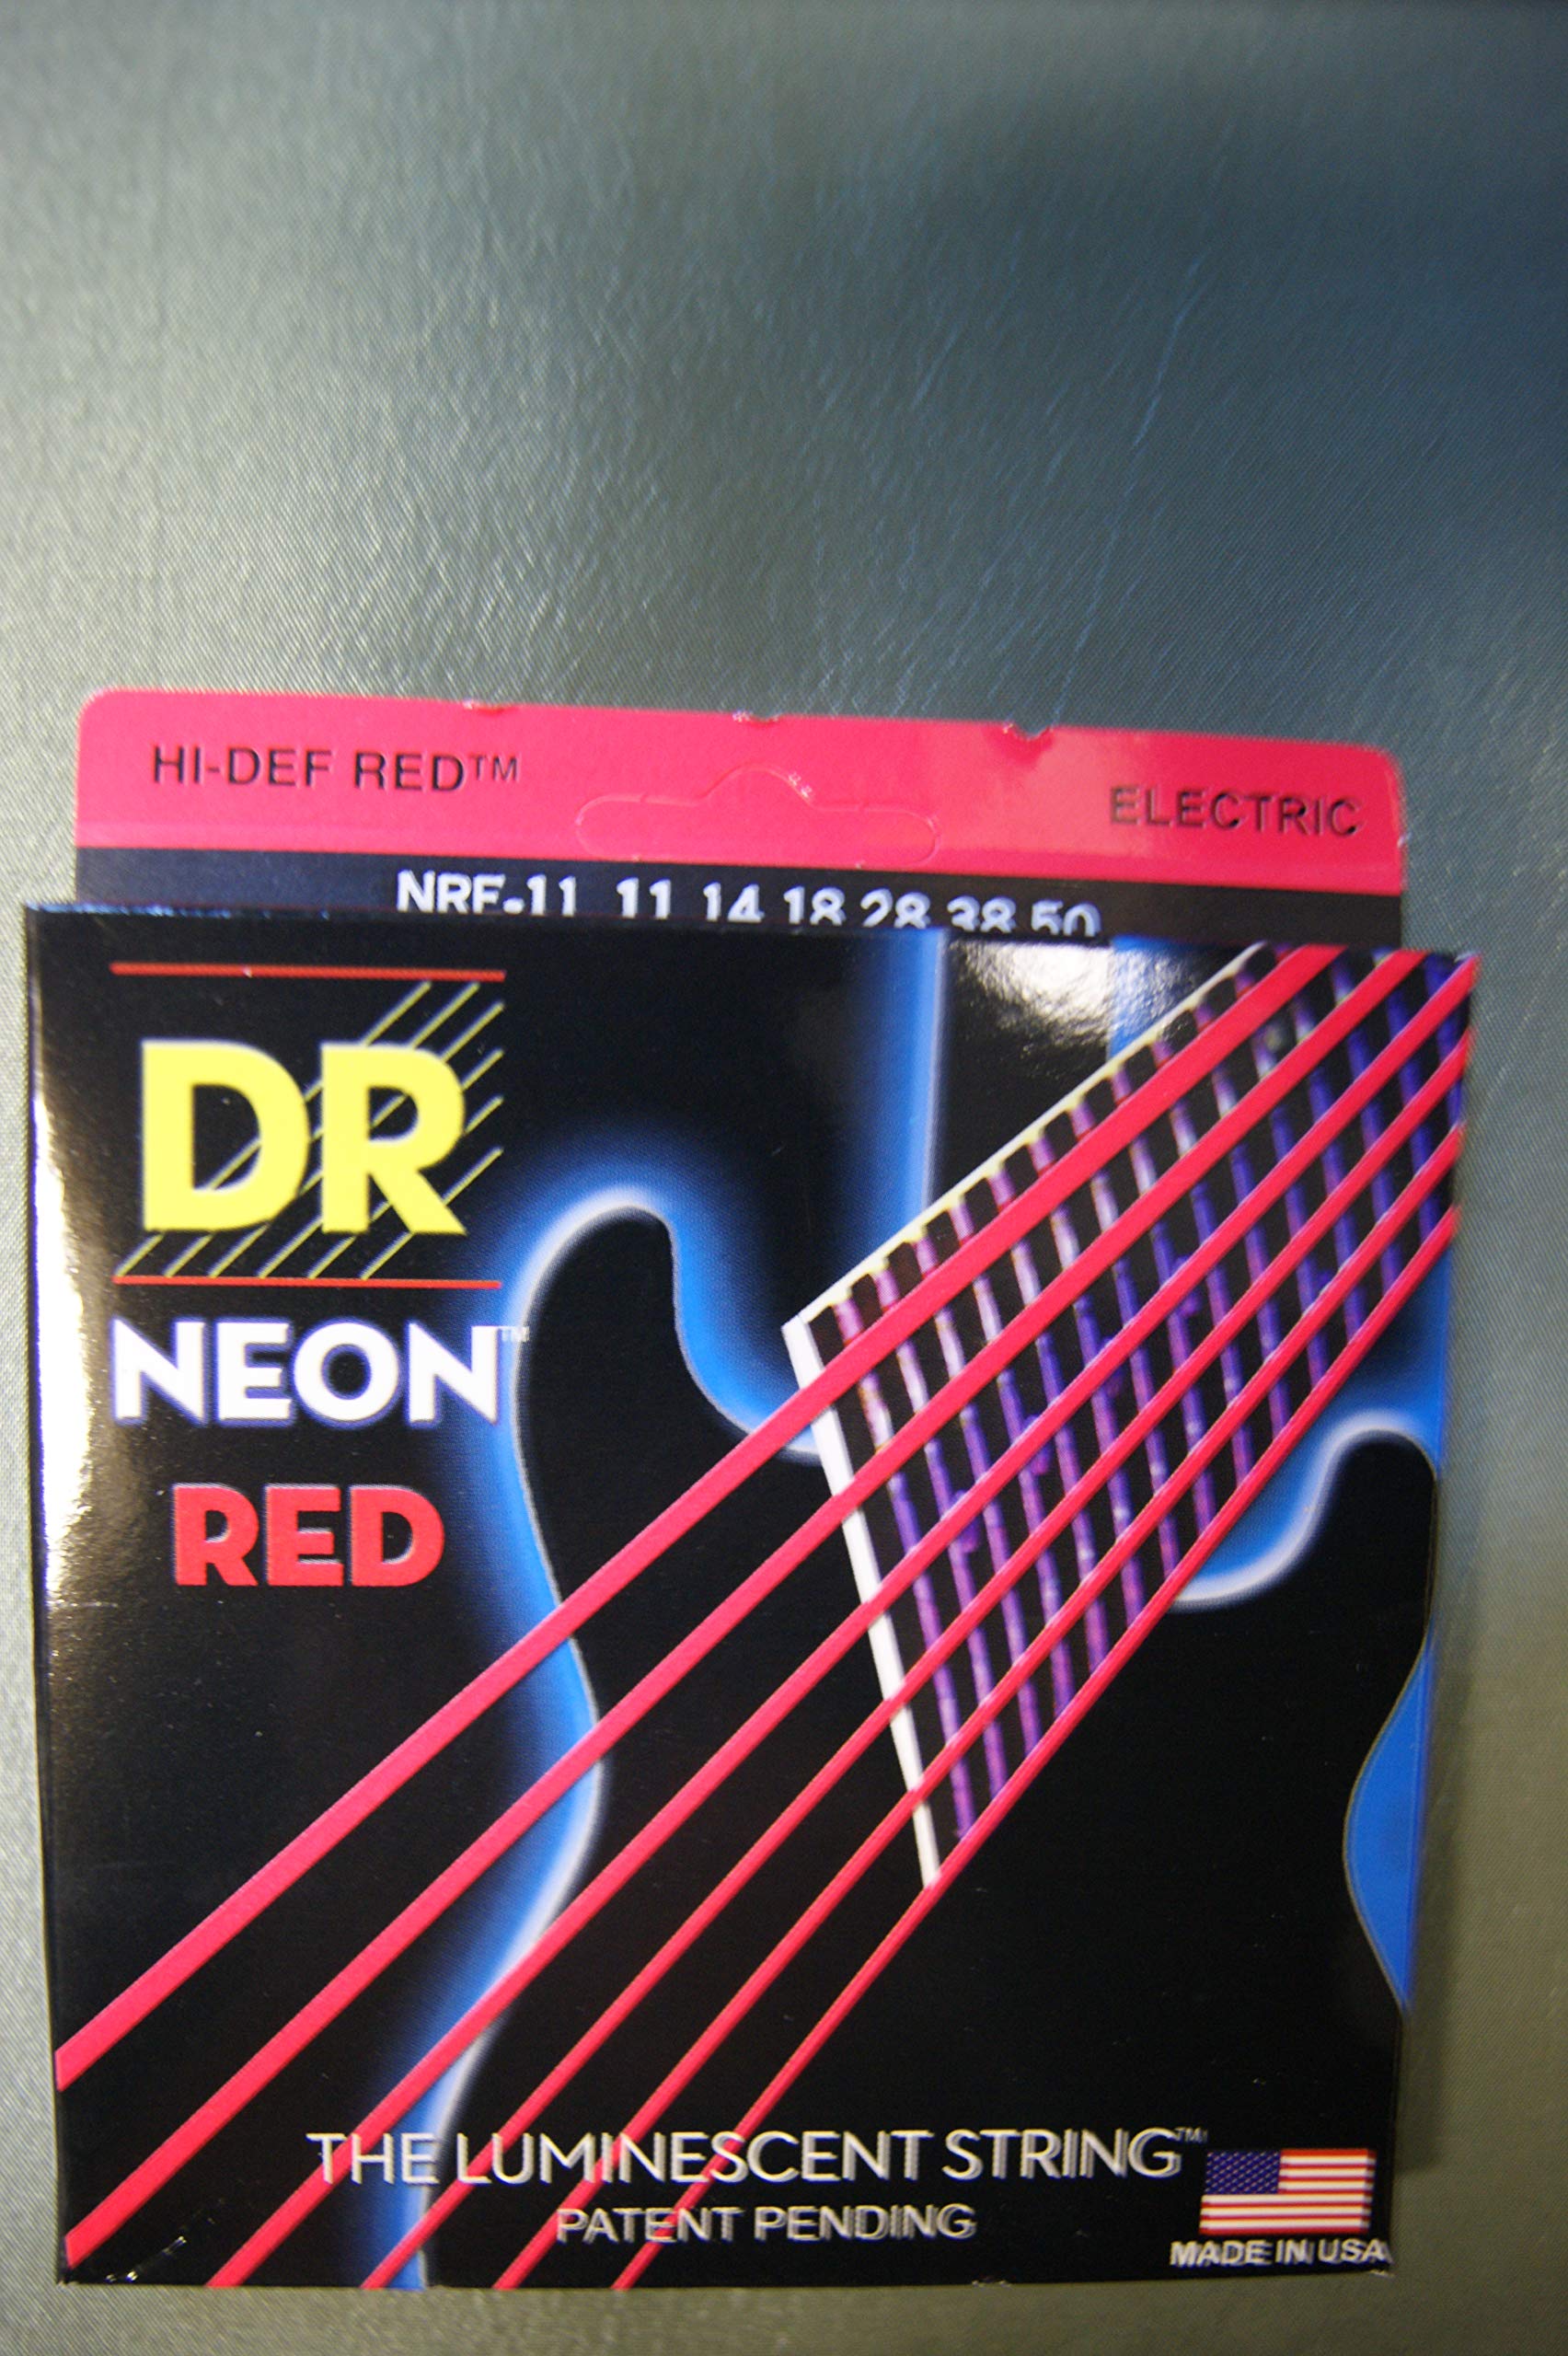 HI-DEF RED™
ELECTRIC
NRE-11 11 14 18 28 38 50
DR
NEON™
RED
THE LUMINESCENT STRING™
PATENT PENDING
MADE IN USA